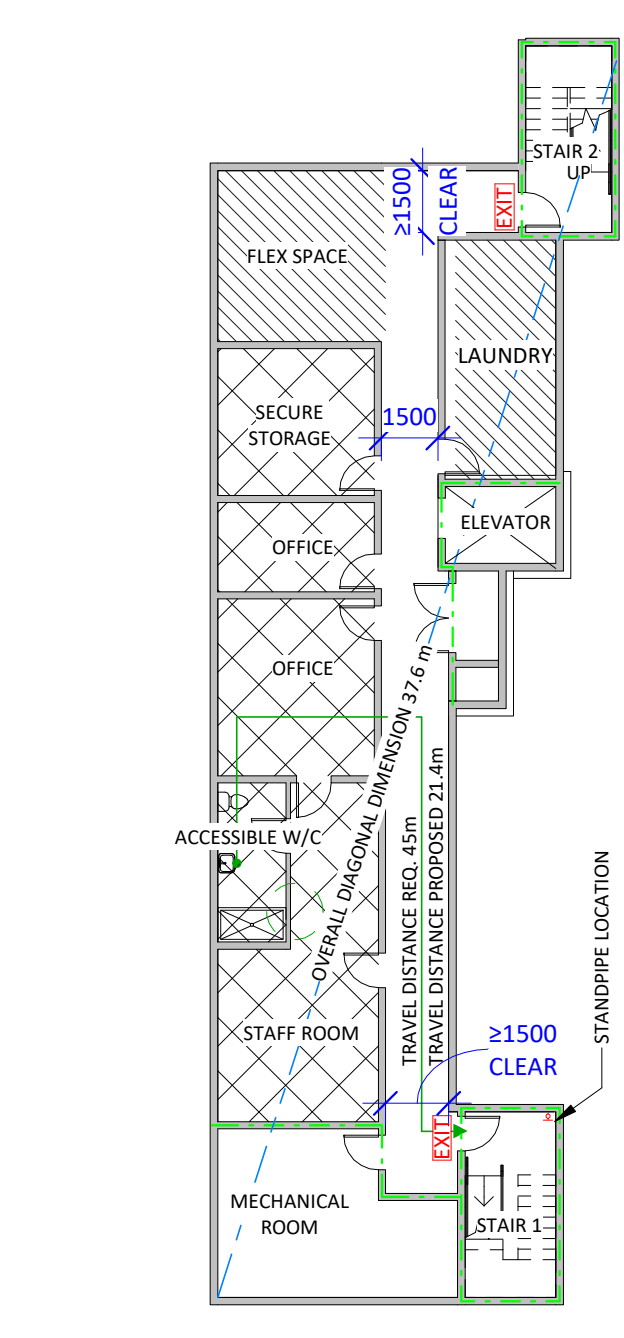 STAIR 2
UP
≥1500
CLEAR
EXIT
FLEX SPACE
LAUNDRY
1500
SECURE
STORAGE
ELEVATOR
OFFICE
OFFICE
OVERALL DIAGONAL DIMENSION 37.6 m
TRAVEL DISTANCE REQ. 45m
TRAVEL DISTANCE PROPOSED 21.4m
ACCESSIBLE W/C
STANDPIPE LOCATION
STAFF ROOM
≥1500
CLEAR
EXIT
MECHANICAL
ROOM
STAIR 1